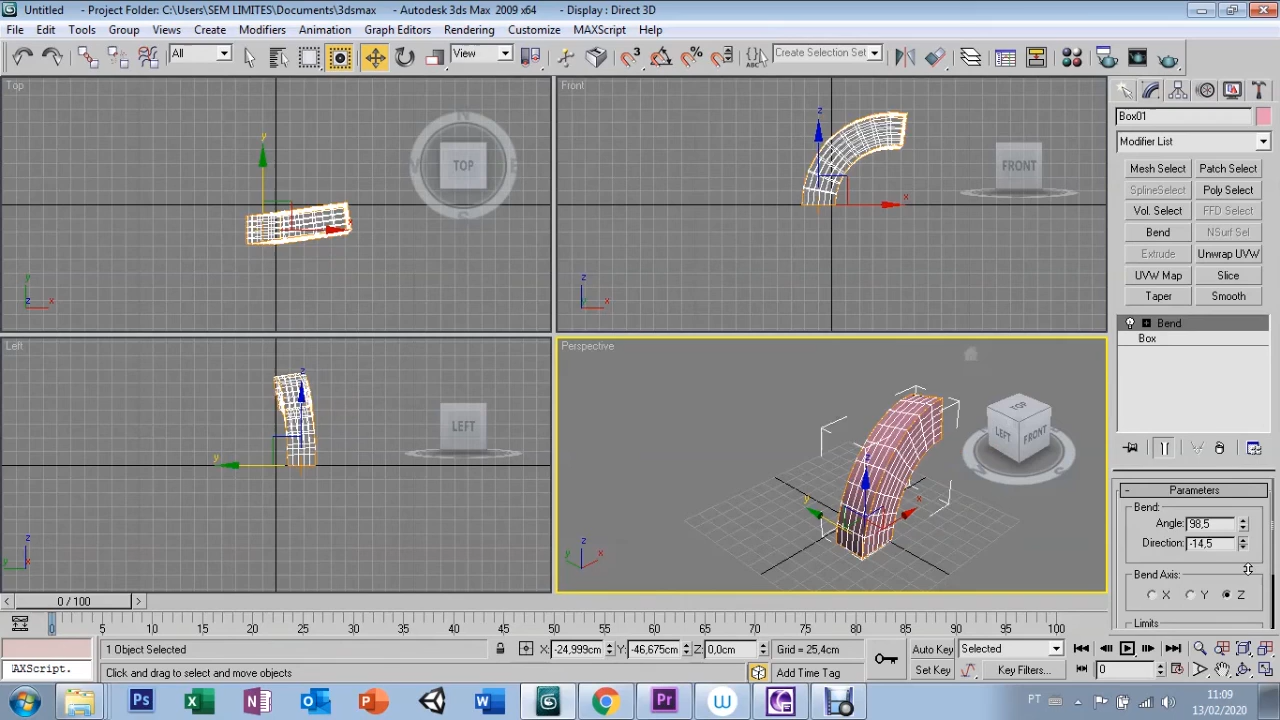 Untitled - Project Folder: C:\Users\SEM LIMITES\Documents\3dsmax - Autodesk 3ds Max 2009 x64 - Display : Direct 3D
File Edit Tools Group Views Create Modifiers Animation Graph Editors Rendering Customize MAXScript Help
All View 3 Create Selection Set
Top
z
y
x
TOP
Front
z
x
FRONT
Left
z
y
x
LEFT
Perspective
z
y
x
TOP
LEFT
FRONT
Box01
Modifier List
Mesh Select Patch Select
SplineSelect Poly Select
Vol. Select FFD Select
Bend NSurf Sel
Extrude Unwrap UVW
UVW Map Slice
Taper Smooth
Bend
Box
Parameters
Bend:
Angle: 98,5
Direction: -14,5
Bend Axis:
X Y Z
Limits
0 / 100
0 5 10 15 20 25 30 35 40 45 50 55 60 65 70 75 80 85 90 95 100
1 Object Selected X: -24,999cm Y: -46,675cm Z: 0,0cm Grid = 25,4cm Auto Key Selected
AXScript. Click and drag to select and move objects Add Time Tag Set Key Key Filters... 0
Ps Pr W PT 11:09
13/02/2020